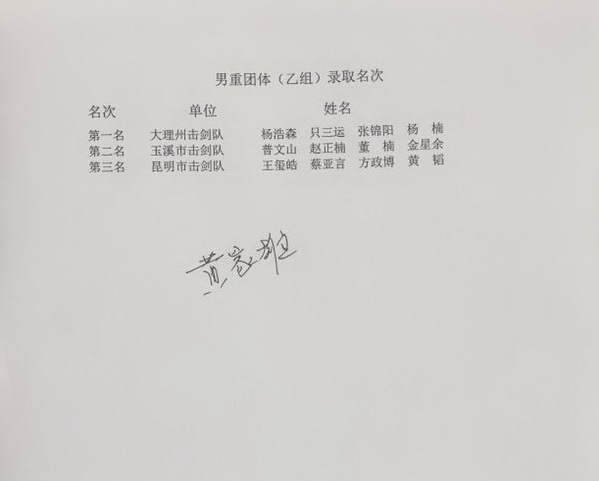 男重团体（乙组）录取名次
名次 单位 姓名
第一名 大理州击剑队 杨浩森 只三运 张锦阳 杨 楠
第二名 玉溪市击剑队 普文山 赵正楠 董 楠 金星余
第三名 昆明市击剑队 王玺皓 蔡亚言 方政博 黄 韬
黄家雄